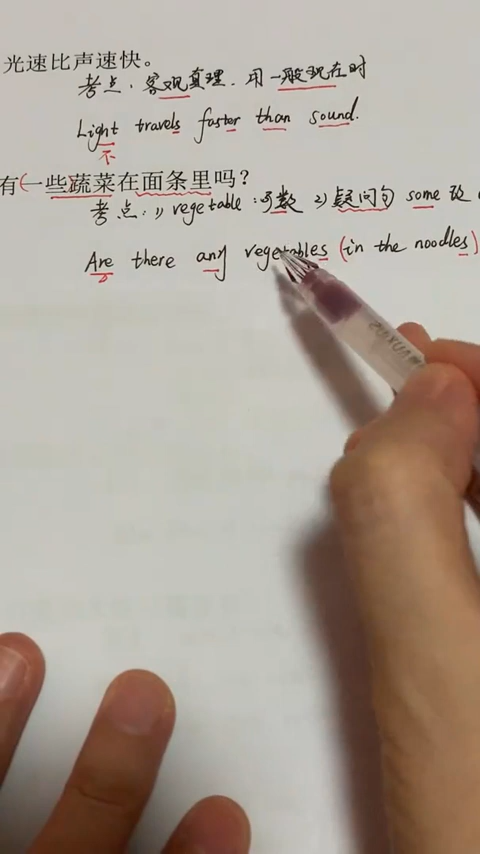 光速比声速快。
考点:客观真理.用一般现在时
Light travels faster than sound.
不
有(一些)蔬菜在面条里吗?
考点:1) vegetable:可数 2)疑问句 some 改
Are there any vegetables (in the noodles)